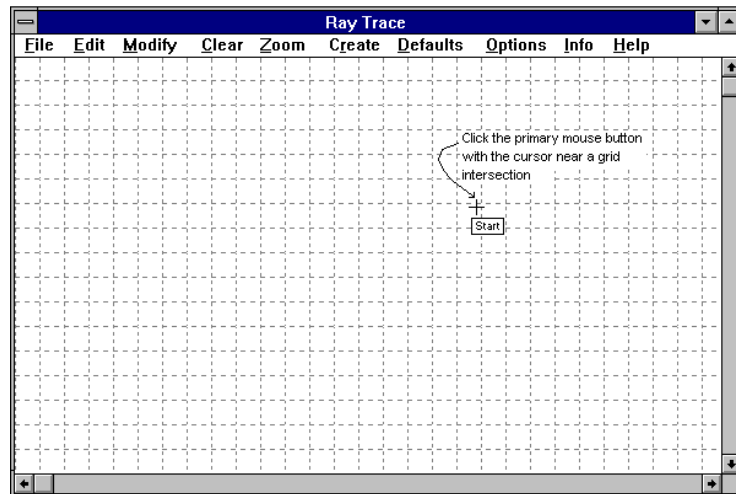 Ray Trace
File Edit Modify Clear Zoom Create Defaults Options Info Help
Click the primary mouse button
with the cursor near a grid
intersection
Start